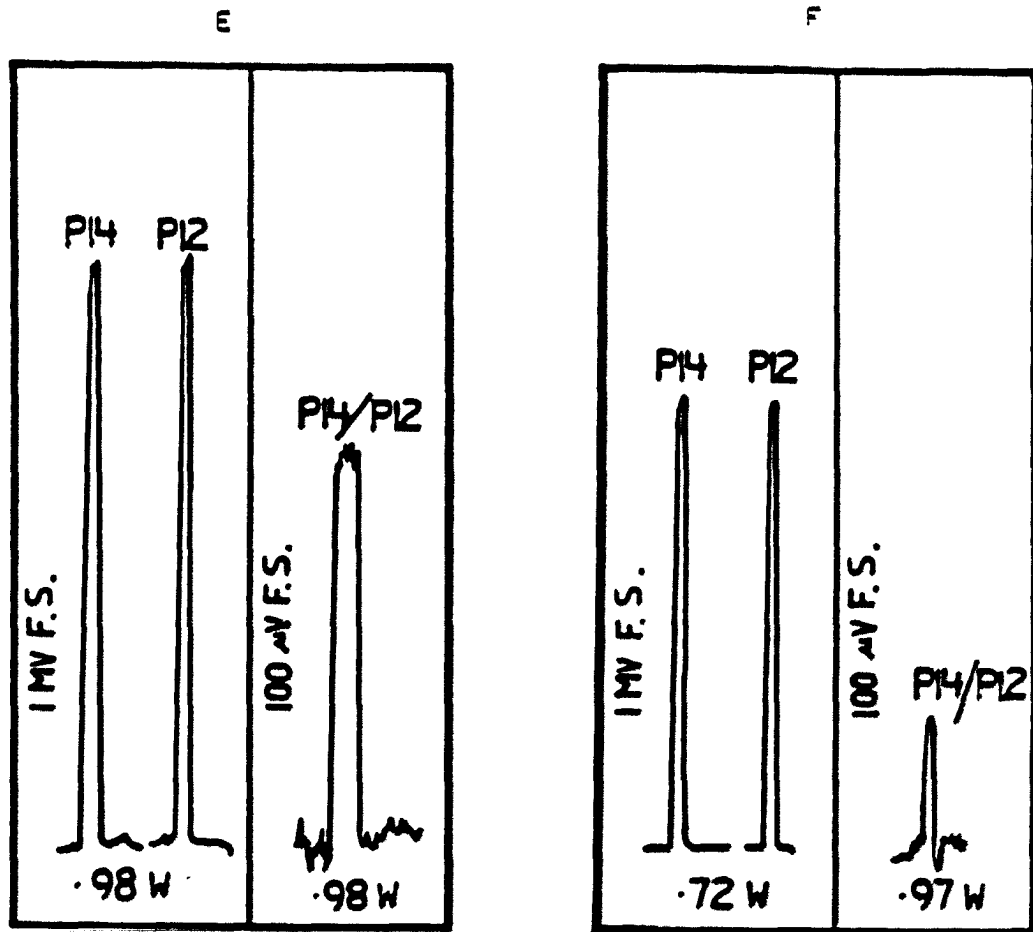 E
P14 P12
1 MV F.S.
.98 W
P14/P12
100 µV F.S.
.98 W
F
P14 P12
1 MV F.S.
.72 W
P14/P12
100 µV F.S.
.97 W